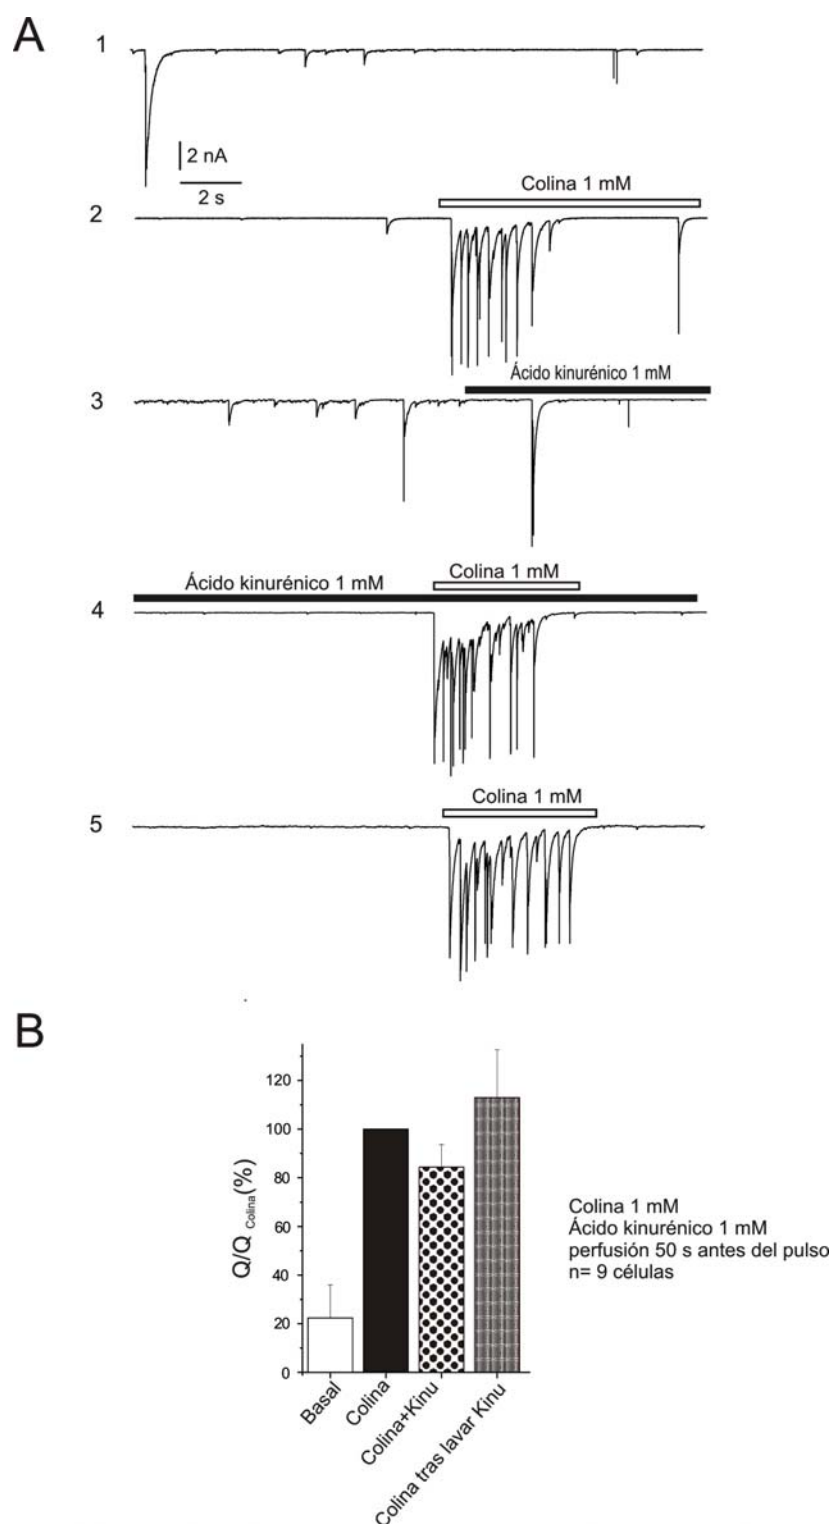 A
1
2 nA
2 s
Colina 1 mM
2
Ácido kinurénico 1 mM
3
Colina 1 mM
Ácido kinurénico 1 mM
4
Colina 1 mM
5
B
120
100
80
60
40
20
0
Q/Q Colina(%)
Basal
Colina
Colina+Kinu
Colina tras lavar Kinu
Colina 1 mM
Ácido kinurénico 1 mM
perfusión 50 s antes del pulso
n= 9 células